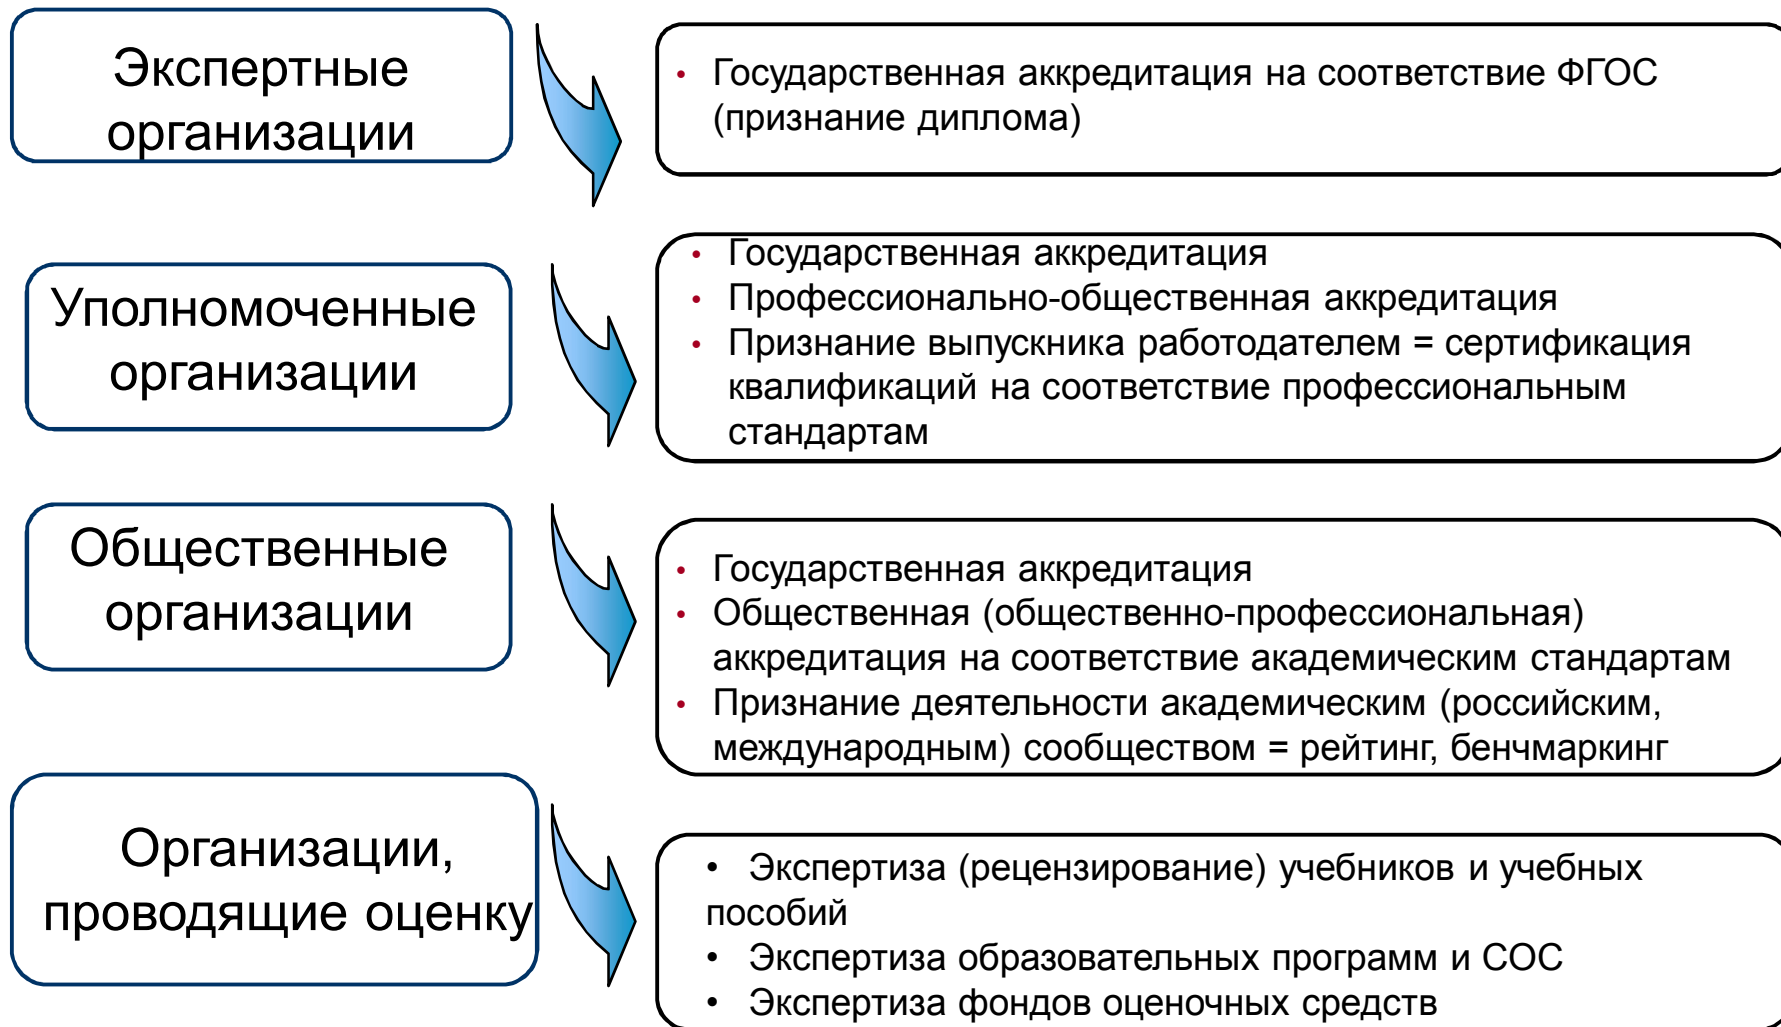 Экспертные
организации
• Государственная аккредитация на соответствие ФГОС
(признание диплома)
Уполномоченные
организации
• Государственная аккредитация
• Профессионально-общественная аккредитация
• Признание выпускника работодателем = сертификация
квалификаций на соответствие профессиональным
стандартам
Общественные
организации
• Государственная аккредитация
• Общественная (общественно-профессиональная)
аккредитация на соответствие академическим стандартам
• Признание деятельности академическим (российским,
международным) сообществом = рейтинг, бенчмаркинг
Организации,
проводящие оценку
• Экспертиза (рецензирование) учебников и учебных
пособий
• Экспертиза образовательных программ и СОС
• Экспертиза фондов оценочных средств